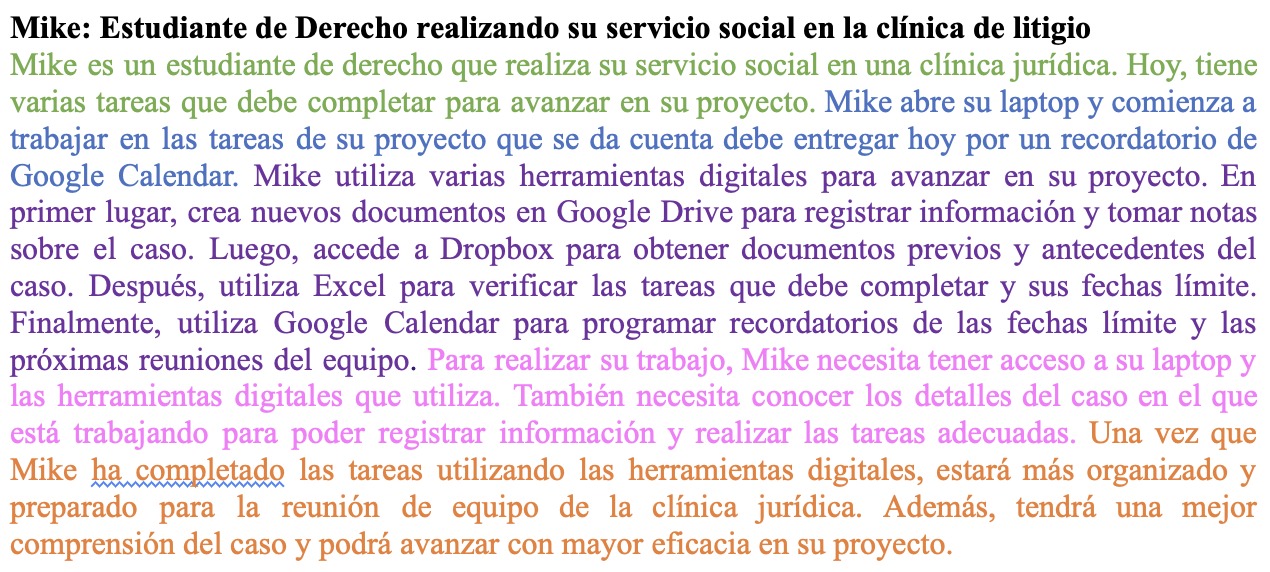 Mike: Estudiante de Derecho realizando su servicio social en la clínica de litigio
Mike es un estudiante de derecho que realiza su servicio social en una clínica jurídica. Hoy, tiene
varias tareas que debe completar para avanzar en su proyecto. Mike abre su laptop y comienza a
trabajar en las tareas de su proyecto que se da cuenta debe entregar hoy por un recordatorio de
Google Calendar. Mike utiliza varias herramientas digitales para avanzar en su proyecto. En
primer lugar, crea nuevos documentos en Google Drive para registrar información y tomar notas
sobre el caso. Luego, accede a Dropbox para obtener documentos previos y antecedentes del
caso. Después, utiliza Excel para verificar las tareas que debe completar y sus fechas límite.
Finalmente, utiliza Google Calendar para programar recordatorios de las fechas límite y las
próximas reuniones del equipo. Para realizar su trabajo, Mike necesita tener acceso a su laptop y
las herramientas digitales que utiliza. También necesita conocer los detalles del caso en el que
está trabajando para poder registrar información y realizar las tareas adecuadas. Una vez que
Mike ha completado las tareas utilizando las herramientas digitales, estará más organizado y
preparado para la reunión de equipo de la clínica jurídica. Además, tendrá una mejor
comprensión del caso y podrá avanzar con mayor eficacia en su proyecto.